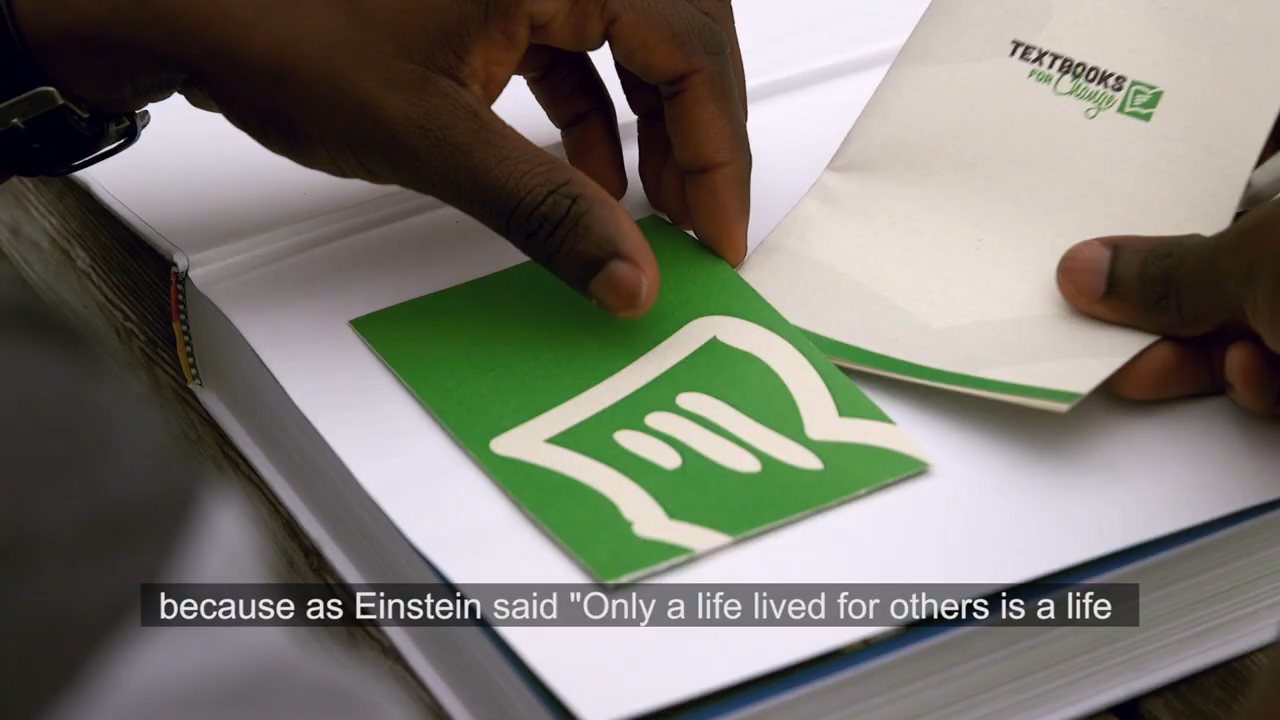 TEXTBOOKS
FOR Change
because as Einstein said "Only a life lived for others is a life